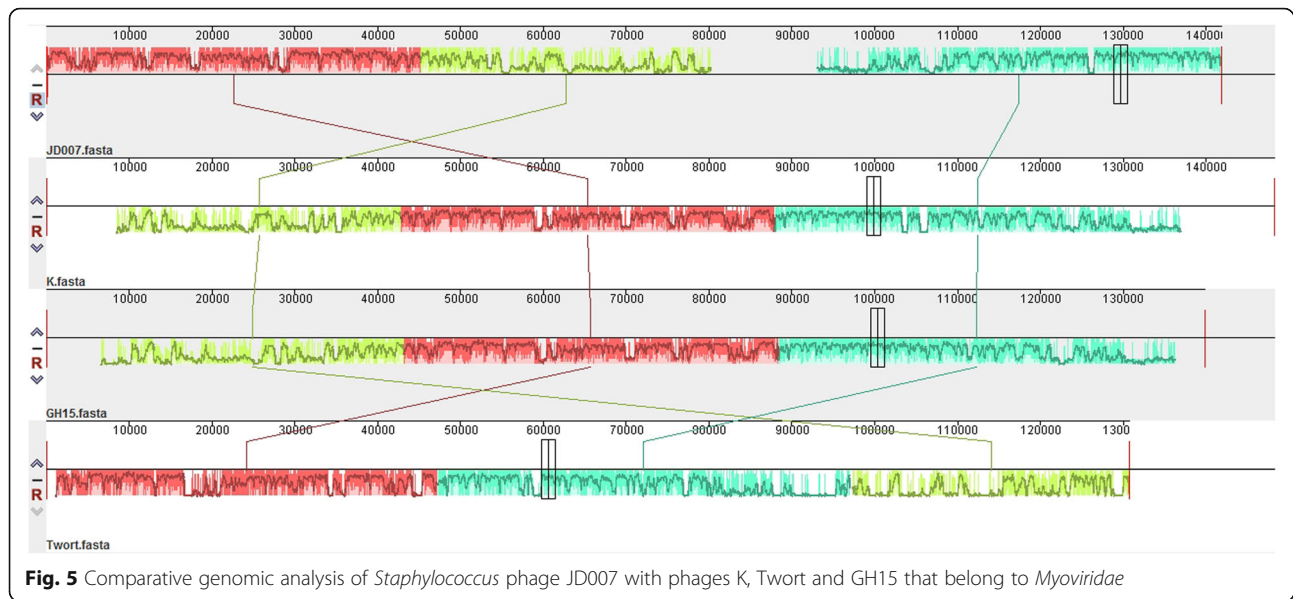 10000 20000 30000 40000 50000 60000 70000 80000 90000 100000 110000 120000 130000 140000
R
JD007.fasta
10000 20000 30000 40000 50000 60000 70000 80000 90000 100000 110000 120000 130000 140000
R
K.fasta
10000 20000 30000 40000 50000 60000 70000 80000 90000 100000 110000 120000 130000
R
GH15.fasta
10000 20000 30000 40000 50000 60000 70000 80000 90000 100000 110000 120000 1300
R
Twort.fasta
Fig. 5 Comparative genomic analysis of Staphylococcus phage JD007 with phages K, Twort and GH15 that belong to Myoviridae